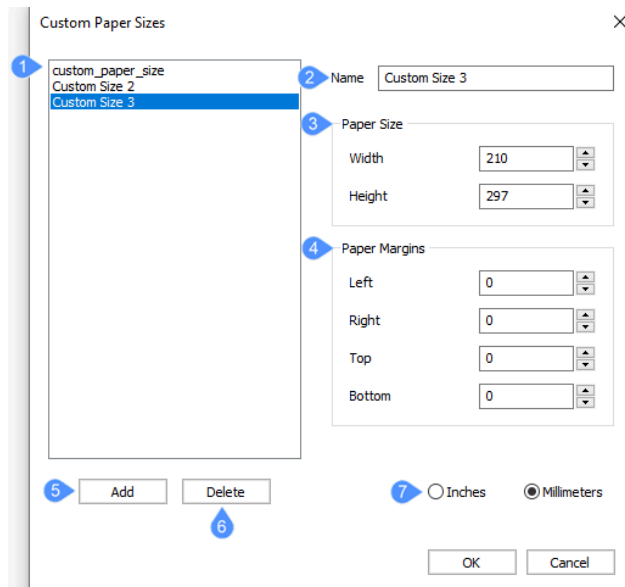 Custom Paper Sizes
1
custom_paper_size
Custom Size 2
Custom Size 3
2 Name Custom Size 3
3 Paper Size
Width 210
Height 297
4 Paper Margins
Left 0
Right 0
Top 0
Bottom 0
5 Add Delete
6
7 Inches Millimeters
OK Cancel